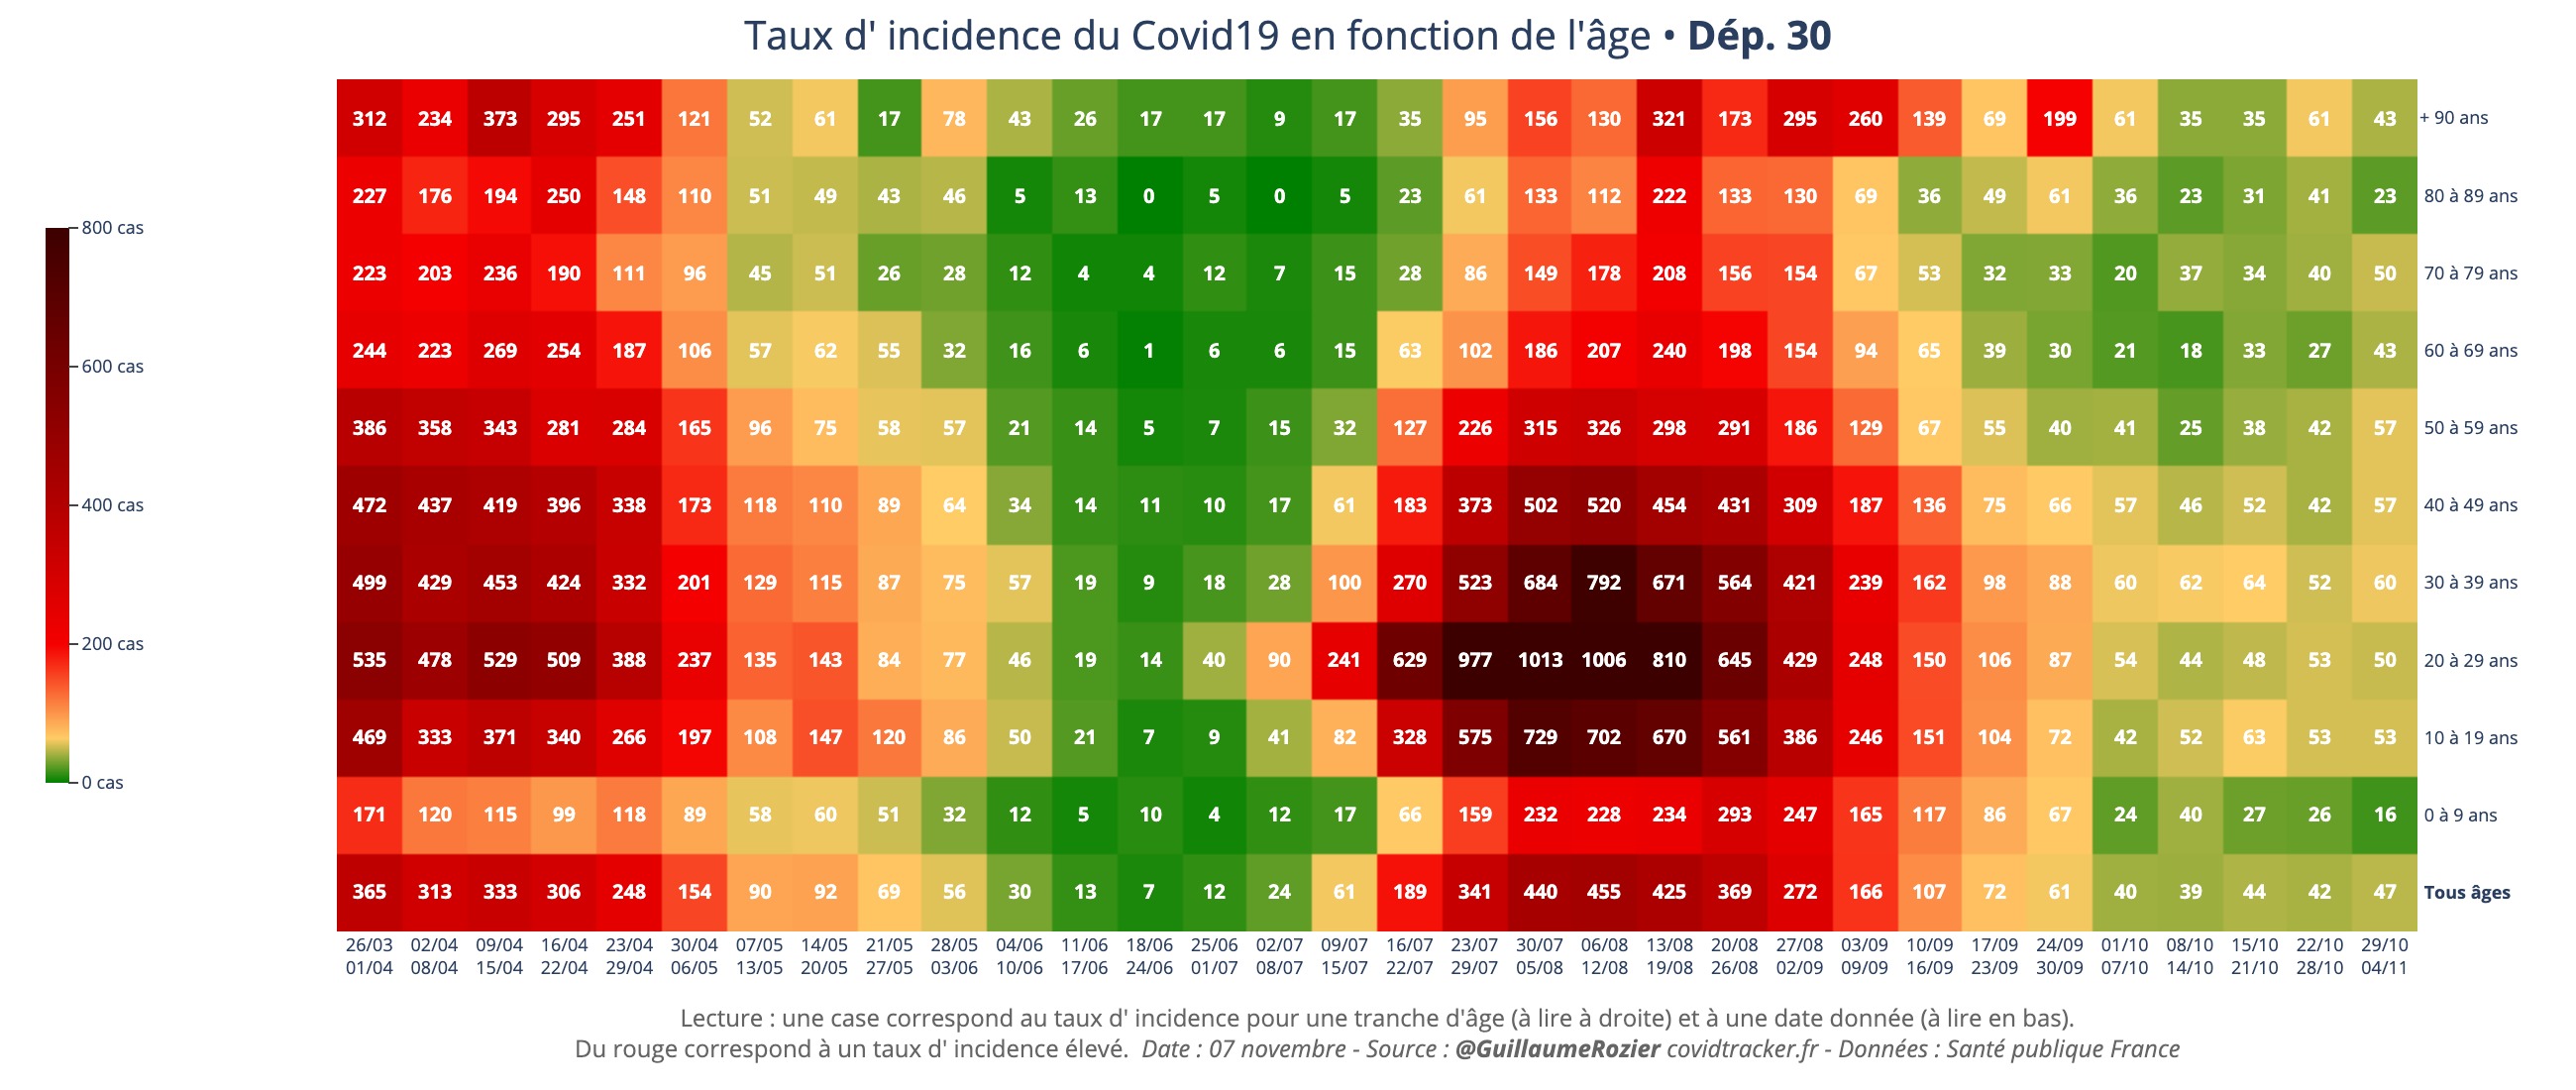 Taux d' incidence du Covid19 en fonction de l'âge • Dép. 30
312 234 373 295 251 121 52 61 17 78 43 26 17 17 9 17 35 95 156 130 321 173 295 260 139 69 199 61 35 35 61 43 + 90 ans
227 176 194 250 148 110 51 49 43 46 5 13 0 5 0 5 23 61 133 112 222 133 130 69 36 49 61 36 23 31 41 23 80 à 89 ans
800 cas
223 203 236 190 111 96 45 51 26 28 12 4 4 12 7 15 28 86 149 178 208 156 154 67 53 32 33 20 37 34 40 50 70 à 79 ans
244 223 269 254 187 106 57 62 55 32 16 6 1 6 6 15 63 102 186 207 240 198 154 94 65 39 30 21 18 33 27 43 60 à 69 ans
600 cas
386 358 343 281 284 165 96 75 58 57 21 14 5 7 15 32 127 226 315 326 298 291 186 129 67 55 40 41 25 38 42 57 50 à 59 ans
472 437 419 396 338 173 118 110 89 64 34 14 11 10 17 61 183 373 502 520 454 431 309 187 136 75 66 57 46 52 42 57 40 à 49 ans
400 cas
499 429 453 424 332 201 129 115 87 75 57 19 9 18 28 100 270 523 684 792 671 564 421 239 162 98 88 60 62 64 52 60 30 à 39 ans
200 cas
535 478 529 509 388 237 135 143 84 77 46 19 14 40 90 241 629 977 1013 1006 810 645 429 248 150 106 87 54 44 48 53 50 20 à 29 ans
469 333 371 340 266 197 108 147 120 86 50 21 7 9 41 82 328 575 729 702 670 561 386 246 151 104 72 42 52 63 53 53 10 à 19 ans
0 cas
171 120 115 99 118 89 58 60 51 32 12 5 10 4 12 17 66 159 232 228 234 293 247 165 117 86 67 24 40 27 26 16 0 à 9 ans
365 313 333 306 248 154 90 92 69 56 30 13 7 12 24 61 189 341 440 455 425 369 272 166 107 72 61 40 39 44 42 47 Tous âges
26/03 02/04 09/04 16/04 23/04 30/04 07/05 14/05 21/05 28/05 04/06 11/06 18/06 25/06 02/07 09/07 16/07 23/07 30/07 06/08 13/08 20/08 27/08 03/09 10/09 17/09 24/09 01/10 08/10 15/10 22/10 29/10
01/04 08/04 15/04 22/04 29/04 06/05 13/05 20/05 27/05 03/06 10/06 17/06 24/06 01/07 08/07 15/07 22/07 29/07 05/08 12/08 19/08 26/08 02/09 09/09 16/09 23/09 30/09 07/10 14/10 21/10 28/10 04/11
Lecture : une case correspond au taux d' incidence pour une tranche d'âge (à lire à droite) et à une date donnée (à lire en bas).
Du rouge correspond à un taux d' incidence élevé. Date : 07 novembre - Source : @GuillaumeRozier covidtracker.fr - Données : Santé publique France